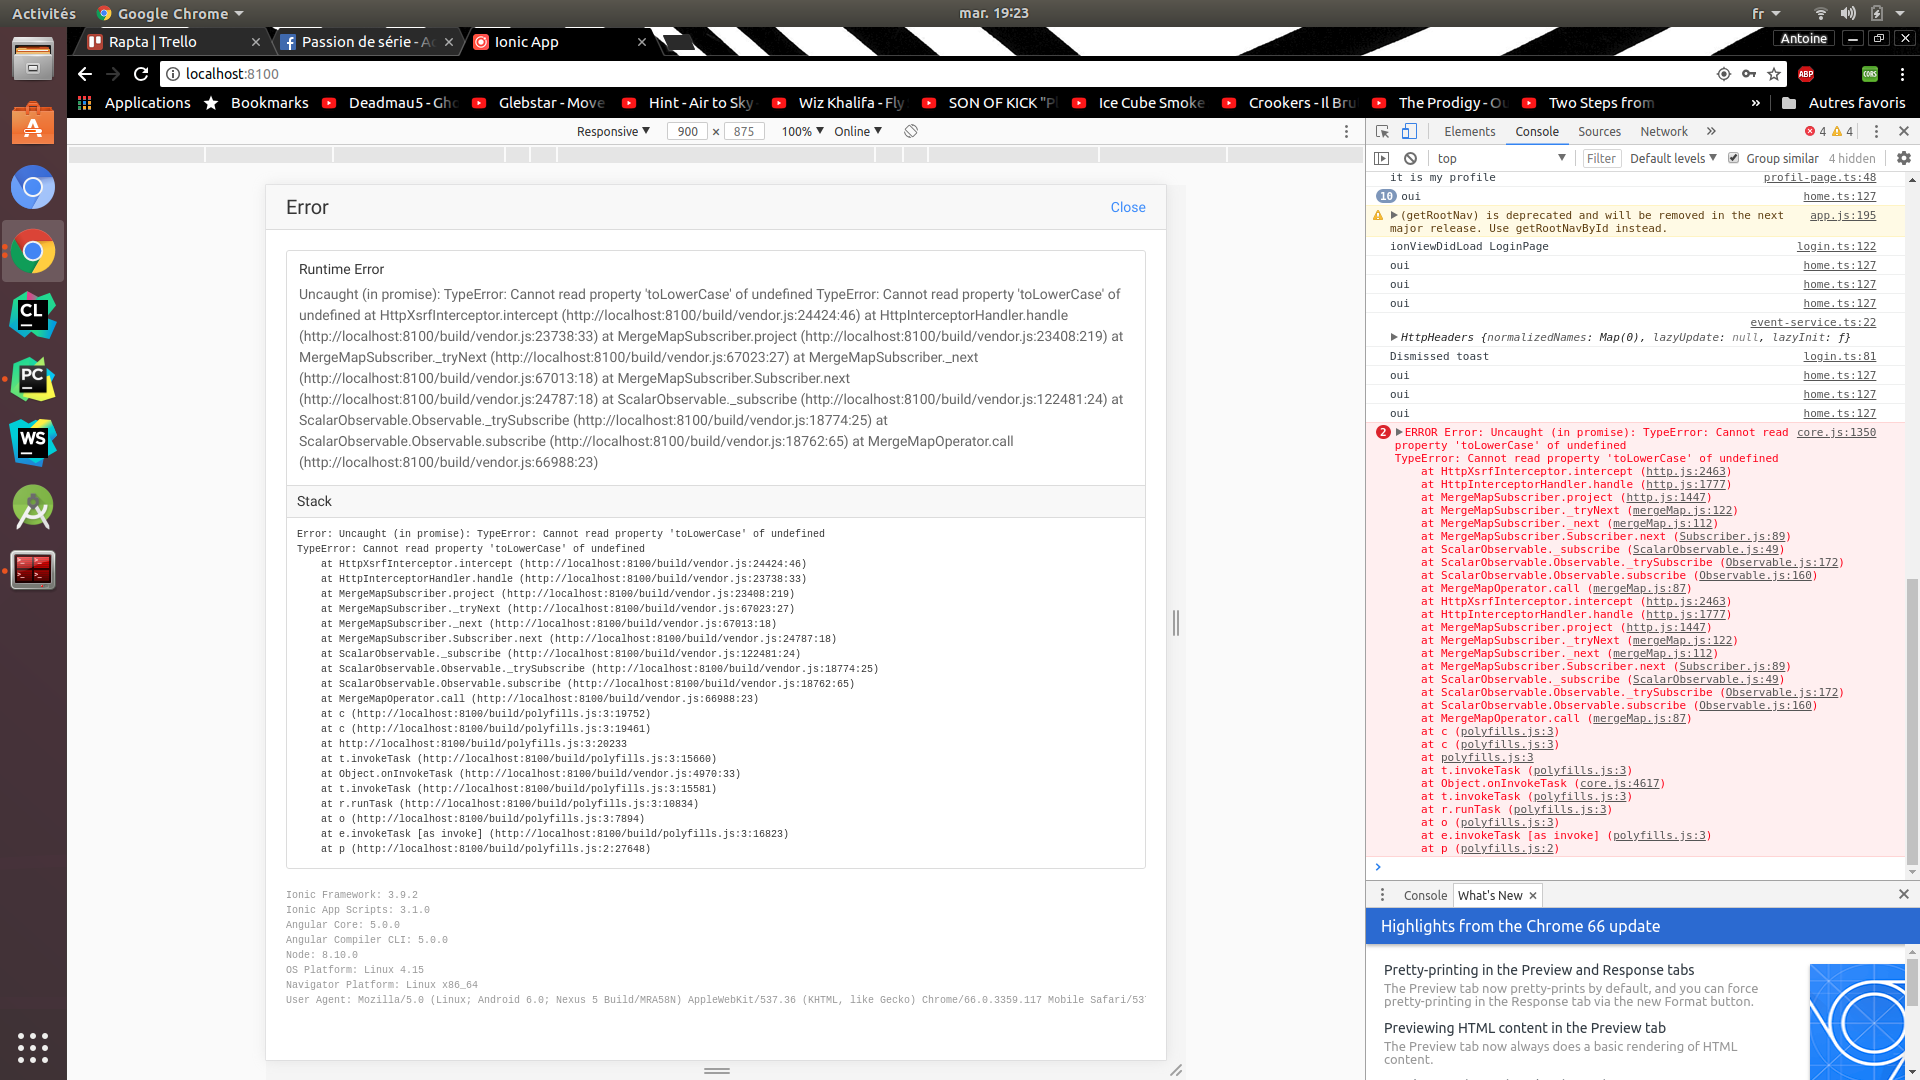 Activités
Google Chrome
mar. 19:23
fr
Rapta | Trello
Passion de série - A
Ionic App
Antoine
localhost:8100
ABP
CORS
Applications
Bookmarks
Deadmau5 - Gho
Glebstar - Move
Hint - Air to Sky
Wiz Khalifa - Fly
SON OF KICK "P
Ice Cube Smoke
Crookers - Il Bru
The Prodigy - Ou
Two Steps from
»
Autres favoris
Responsive
900 × 875
100%
Online
Error
Close
Runtime Error
Uncaught (in promise): TypeError: Cannot read property 'toLowerCase' of undefined TypeError: Cannot read property 'toLowerCase' of
undefined at HttpXsrfInterceptor.intercept (http://localhost:8100/build/vendor.js:24424:46) at HttpInterceptorHandler.handle
(http://localhost:8100/build/vendor.js:23738:33) at MergeMapSubscriber.project (http://localhost:8100/build/vendor.js:23408:219) at
MergeMapSubscriber._tryNext (http://localhost:8100/build/vendor.js:67023:27) at MergeMapSubscriber._next
(http://localhost:8100/build/vendor.js:67013:18) at MergeMapSubscriber.Subscriber.next
(http://localhost:8100/build/vendor.js:24787:18) at ScalarObservable._subscribe (http://localhost:8100/build/vendor.js:122481:24) at
ScalarObservable.Observable._trySubscribe (http://localhost:8100/build/vendor.js:18774:25) at
ScalarObservable.Observable.subscribe (http://localhost:8100/build/vendor.js:18762:65) at MergeMapOperator.call
(http://localhost:8100/build/vendor.js:66988:23)
Stack
Error: Uncaught (in promise): TypeError: Cannot read property 'toLowerCase' of undefined
TypeError: Cannot read property 'toLowerCase' of undefined
at HttpXsrfInterceptor.intercept (http://localhost:8100/build/vendor.js:24424:46)
at HttpInterceptorHandler.handle (http://localhost:8100/build/vendor.js:23738:33)
at MergeMapSubscriber.project (http://localhost:8100/build/vendor.js:23408:219)
at MergeMapSubscriber._tryNext (http://localhost:8100/build/vendor.js:67023:27)
at MergeMapSubscriber._next (http://localhost:8100/build/vendor.js:67013:18)
at MergeMapSubscriber.Subscriber.next (http://localhost:8100/build/vendor.js:24787:18)
at ScalarObservable._subscribe (http://localhost:8100/build/vendor.js:122481:24)
at ScalarObservable.Observable._trySubscribe (http://localhost:8100/build/vendor.js:18774:25)
at ScalarObservable.Observable.subscribe (http://localhost:8100/build/vendor.js:18762:65)
at MergeMapOperator.call (http://localhost:8100/build/vendor.js:66988:23)
at c (http://localhost:8100/build/polyfills.js:3:19752)
at c (http://localhost:8100/build/polyfills.js:3:19461)
at http://localhost:8100/build/polyfills.js:3:20233
at t.invokeTask (http://localhost:8100/build/polyfills.js:3:15660)
at Object.onInvokeTask (http://localhost:8100/build/vendor.js:4970:33)
at t.invokeTask (http://localhost:8100/build/polyfills.js:3:15581)
at r.runTask (http://localhost:8100/build/polyfills.js:3:10834)
at o (http://localhost:8100/build/polyfills.js:3:7894)
at e.invokeTask [as invoke] (http://localhost:8100/build/polyfills.js:3:16823)
at p (http://localhost:8100/build/polyfills.js:2:27648)
Ionic Framework: 3.9.2
Ionic App Scripts: 3.1.0
Angular Core: 5.0.0
Angular Compiler CLI: 5.0.0
Node: 8.10.0
OS Platform: Linux 4.15
Navigator Platform: Linux x86_64
User Agent: Mozilla/5.0 (Linux; Android 6.0; Nexus 5 Build/MRA58N) AppleWebKit/537.36 (KHTML, like Gecko) Chrome/66.0.3359.117 Mobile Safari/53
Elements
Console
Sources
Network
»
4
4
top
Filter
Default levels
Group similar
4 hidden
it is my profile profil-page.ts:48
10 oui home.ts:127
(getRootNav) is deprecated and will be removed in the next app.js:195
major release. Use getRootNavById instead.
ionViewDidLoad LoginPage login.ts:122
oui home.ts:127
oui home.ts:127
oui home.ts:127
event-service.ts:22
HttpHeaders {normalizedNames: Map(0), lazyUpdate: null, lazyInit: ƒ}
Dismissed toast login.ts:81
oui home.ts:127
oui home.ts:127
oui home.ts:127
2 ERROR Error: Uncaught (in promise): TypeError: Cannot read core.js:1350
property 'toLowerCase' of undefined
TypeError: Cannot read property 'toLowerCase' of undefined
at HttpXsrfInterceptor.intercept (http.js:2463)
at HttpInterceptorHandler.handle (http.js:1777)
at MergeMapSubscriber.project (http.js:1447)
at MergeMapSubscriber._tryNext (mergeMap.js:122)
at MergeMapSubscriber._next (mergeMap.js:112)
at MergeMapSubscriber.Subscriber.next (Subscriber.js:89)
at ScalarObservable._subscribe (ScalarObservable.js:49)
at ScalarObservable.Observable._trySubscribe (Observable.js:172)
at ScalarObservable.Observable.subscribe (Observable.js:160)
at MergeMapOperator.call (mergeMap.js:87)
at HttpXsrfInterceptor.intercept (http.js:2463)
at HttpInterceptorHandler.handle (http.js:1777)
at MergeMapSubscriber.project (http.js:1447)
at MergeMapSubscriber._tryNext (mergeMap.js:122)
at MergeMapSubscriber._next (mergeMap.js:112)
at MergeMapSubscriber.Subscriber.next (Subscriber.js:89)
at ScalarObservable._subscribe (ScalarObservable.js:49)
at ScalarObservable.Observable._trySubscribe (Observable.js:172)
at ScalarObservable.Observable.subscribe (Observable.js:160)
at MergeMapOperator.call (mergeMap.js:87)
at c (polyfills.js:3)
at c (polyfills.js:3)
at polyfills.js:3
at t.invokeTask (polyfills.js:3)
at Object.onInvokeTask (core.js:4617)
at t.invokeTask (polyfills.js:3)
at r.runTask (polyfills.js:3)
at o (polyfills.js:3)
at e.invokeTask [as invoke] (polyfills.js:3)
at p (polyfills.js:2)
Console
What's New
Highlights from the Chrome 66 update
Pretty-printing in the Preview and Response tabs
The Preview tab now pretty-prints by default, and you can force
pretty-printing in the Response tab via the new Format button.
Previewing HTML content in the Preview tab
The Preview tab now always does a basic rendering of HTML
content.
CL
PC
WS